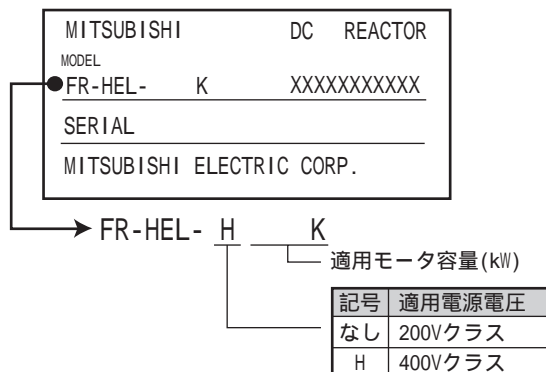 MITSUBISHI DC REACTOR
MODEL
FR-HEL- K XXXXXXXXXXX
SERIAL
MITSUBISHI ELECTRIC CORP.
FR-HEL- H K
適用モータ容量(kW)
記号 適用電源電圧
なし 200Vクラス
H 400Vクラス